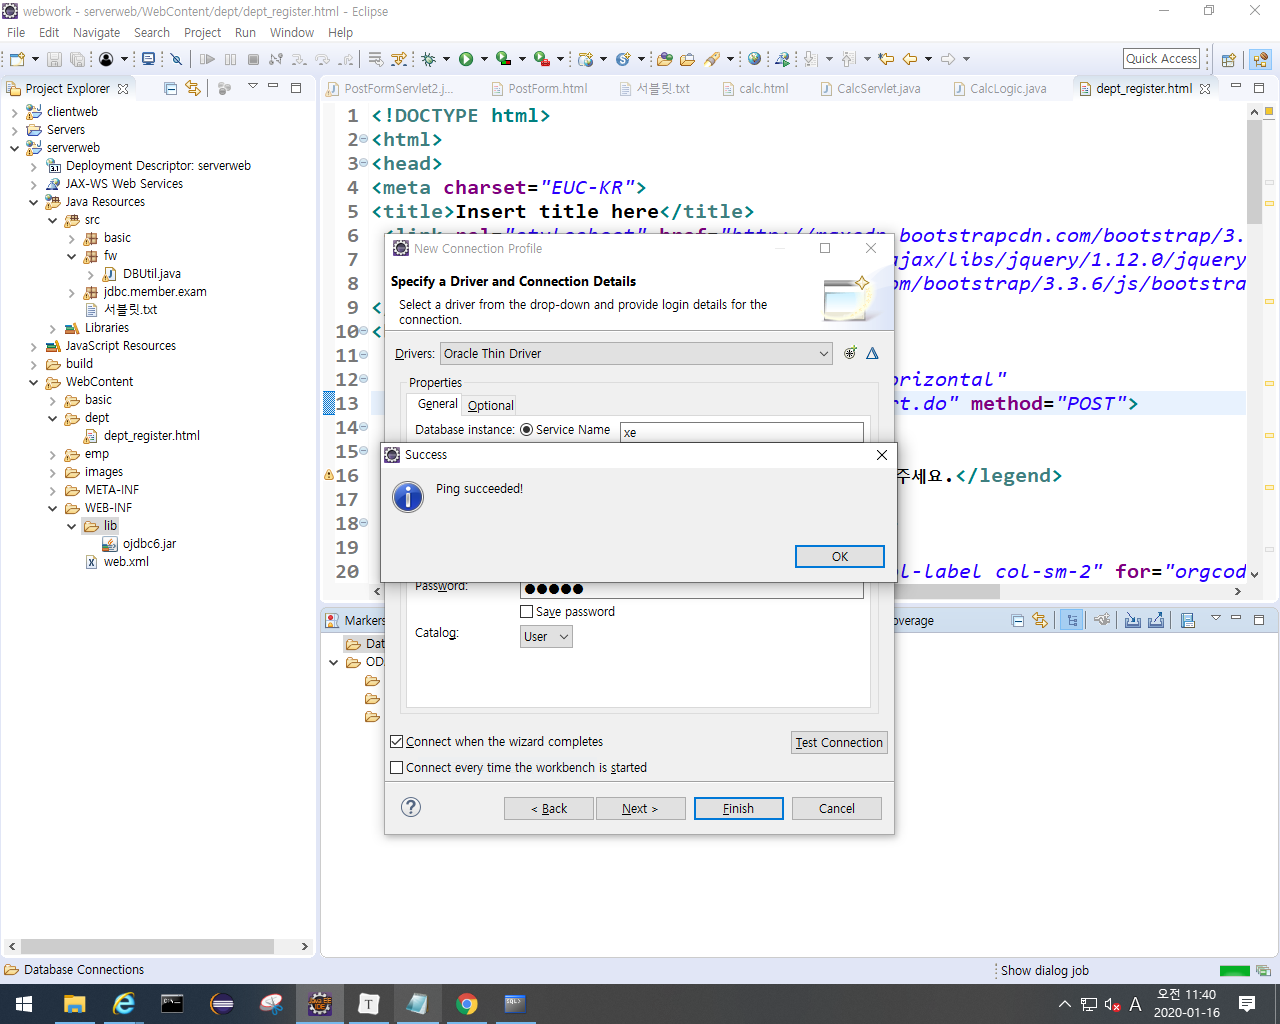 webwork - serverweb/WebContent/dept/dept_register.html - Eclipse
File Edit Navigate Search Project Run Window Help
Quick Access
Project Explorer
PostFormServlet2.j... PostForm.html 서블릿.txt calc.html CalcServlet.java CalcLogic.java dept_register.html
clientweb
Servers
serverweb
Deployment Descriptor: serverweb
JAX-WS Web Services
Java Resources
src
basic
fw
DBUtil.java
jdbc.member.exam
서블릿.txt
Libraries
JavaScript Resources
build
WebContent
basic
dept
dept_register.html
emp
images
META-INF
WEB-INF
lib
ojdbc6.jar
web.xml
1 <!DOCTYPE html>
2 <html>
3 <head>
4 <meta charset="EUC-KR">
5 <title>Insert title here</title>
6 bootstrapcdn.com/bootstrap/3.
7 ajax/libs/jquery/1.12.0/jquery
8 om/bootstrap/3.3.6/js/bootstra
9 <
10 <
11
12 orizontal"
13 rt.do" method="POST">
14
15
16 주세요.</legend>
17
18
19
20 l-label col-sm-2" for="orgcod
New Connection Profile
Specify a Driver and Connection Details
Select a driver from the drop-down and provide login details for the
connection.
Drivers: Oracle Thin Driver
Properties
General Optional
Database instance: Service Name xe
Success
Ping succeeded!
OK
Password: ●●●●●
Save password
Catalog: User
Connect when the wizard completes
Test Connection
Connect every time the workbench is started
< Back Next > Finish Cancel
Markers overage
Dat
OD
Database Connections
Show dialog job
A 오전 11:40
2020-01-16